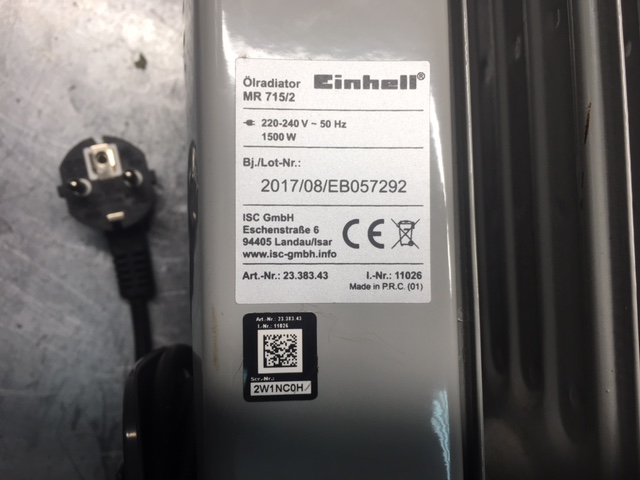 Ölradiator Einhell®
MR 715/2
220-240 V ~ 50 Hz
1500 W
Bj./Lot-Nr.:
2017/08/EB057292
ISC GmbH
Eschenstraße 6
94405 Landau/Isar
www.isc-gmbh.info
CE
Art.-Nr.: 23.383.43 I.-Nr.: 11026
Made in P.R.C. (01)
Art.-Nr.: 23.383.43
I.-Nr.: 11026
Ser.-Nr.:
2W1NC0H/